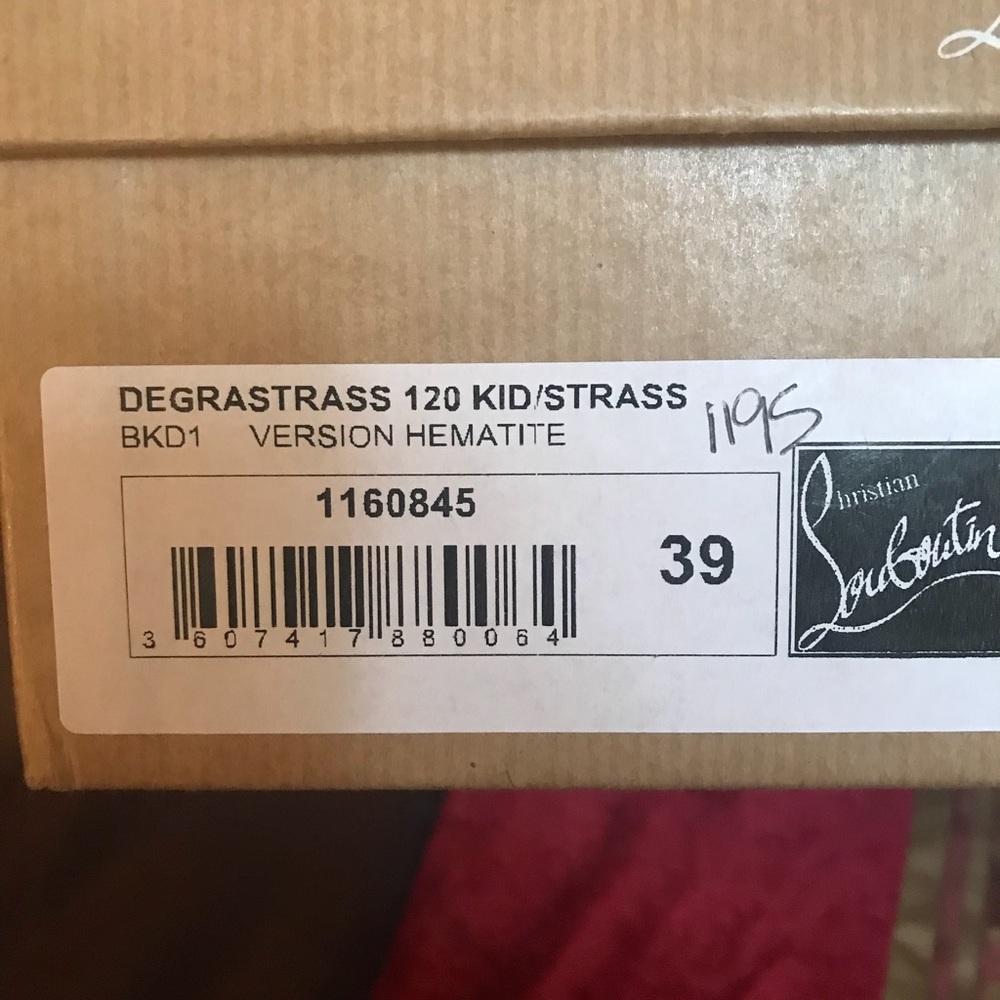 DEGRASTRASS 120 KID/STRASS
1195
BKD1 VERSION HEMATITE
1160845
39
3 607417 880064
Christian
Louboutin